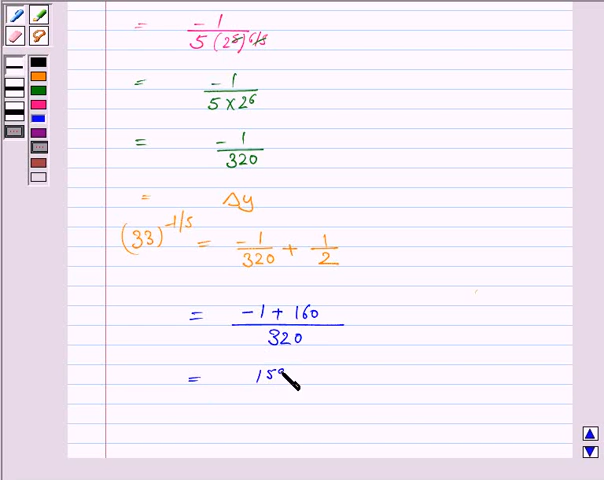 = -1 / 5(2⁵)^6/5
= -1 / 5×2⁶
= -1 / 320
= Δy
(33)^-1/5 = -1/320 + 1/2
= -1+160 / 320
= 159